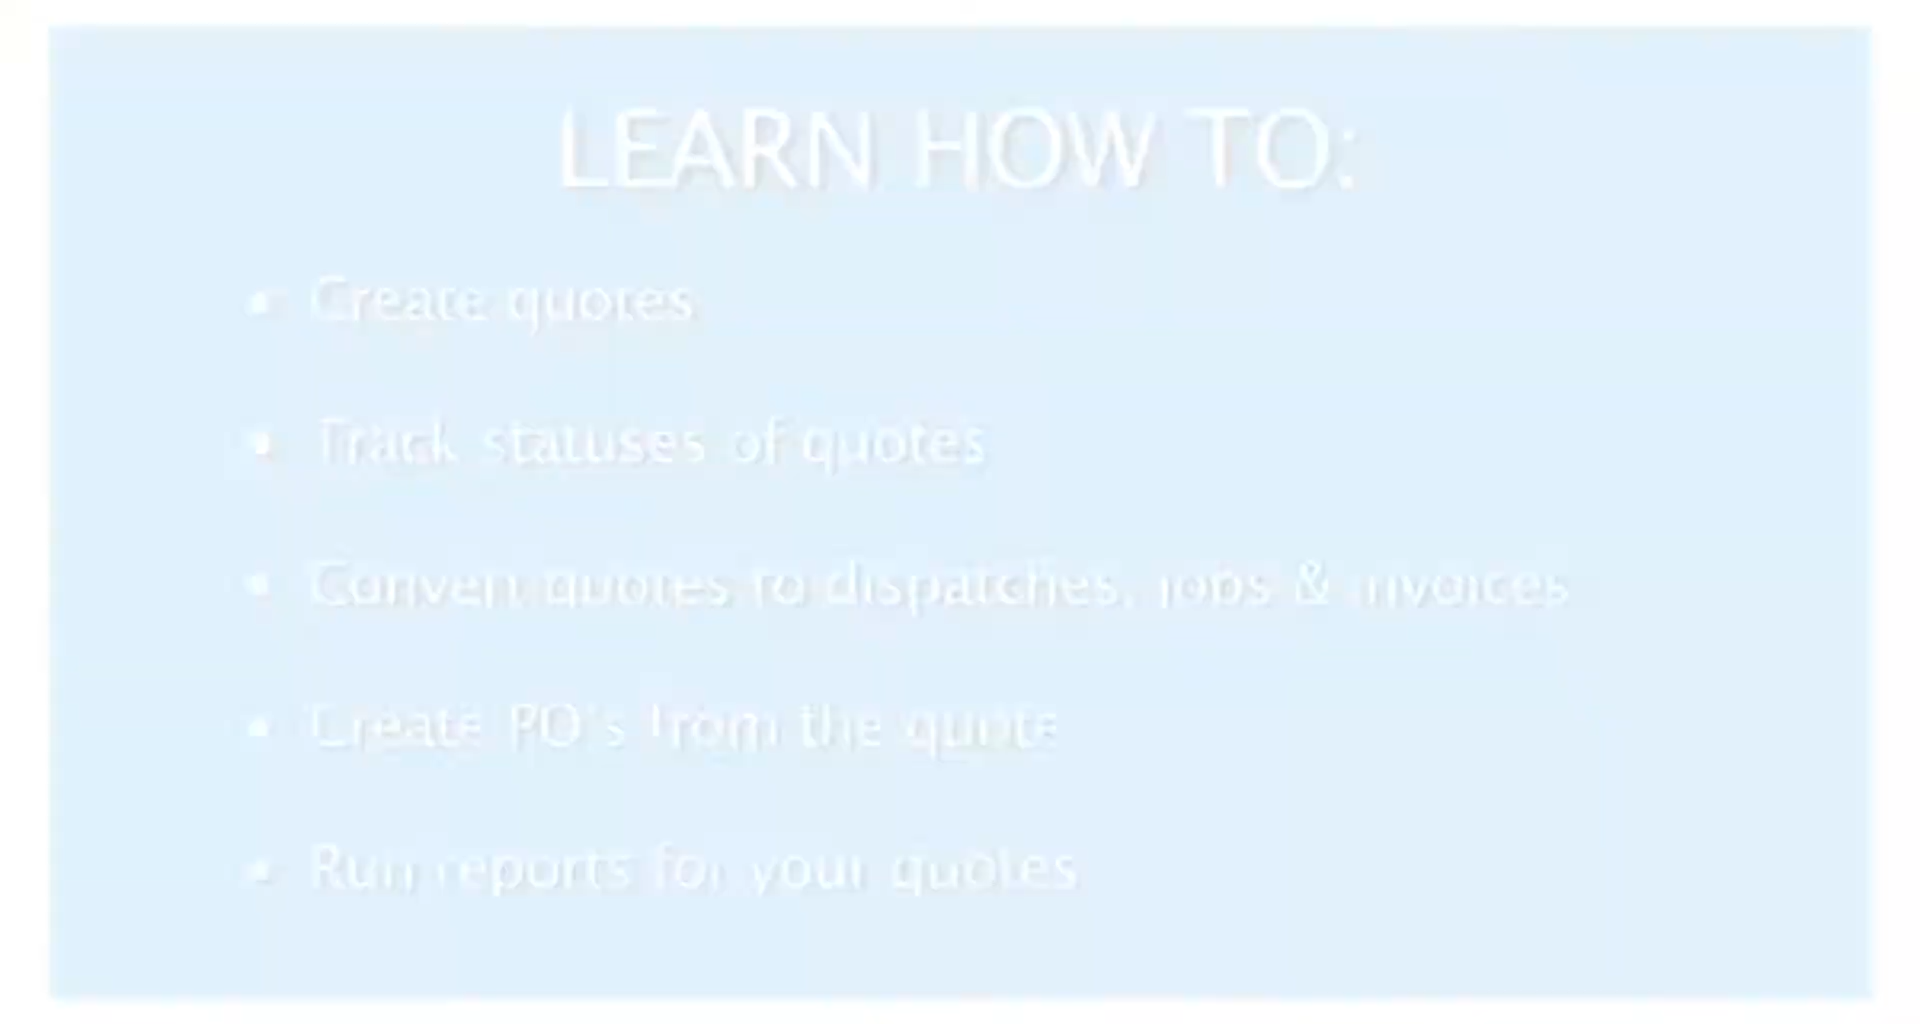 LEARN HOW TO:
• Create quotes
• Track statuses of quotes
• Convert quotes to dispatches, jobs & invoices
• Create PO's from the quote
• Run reports for your quotes